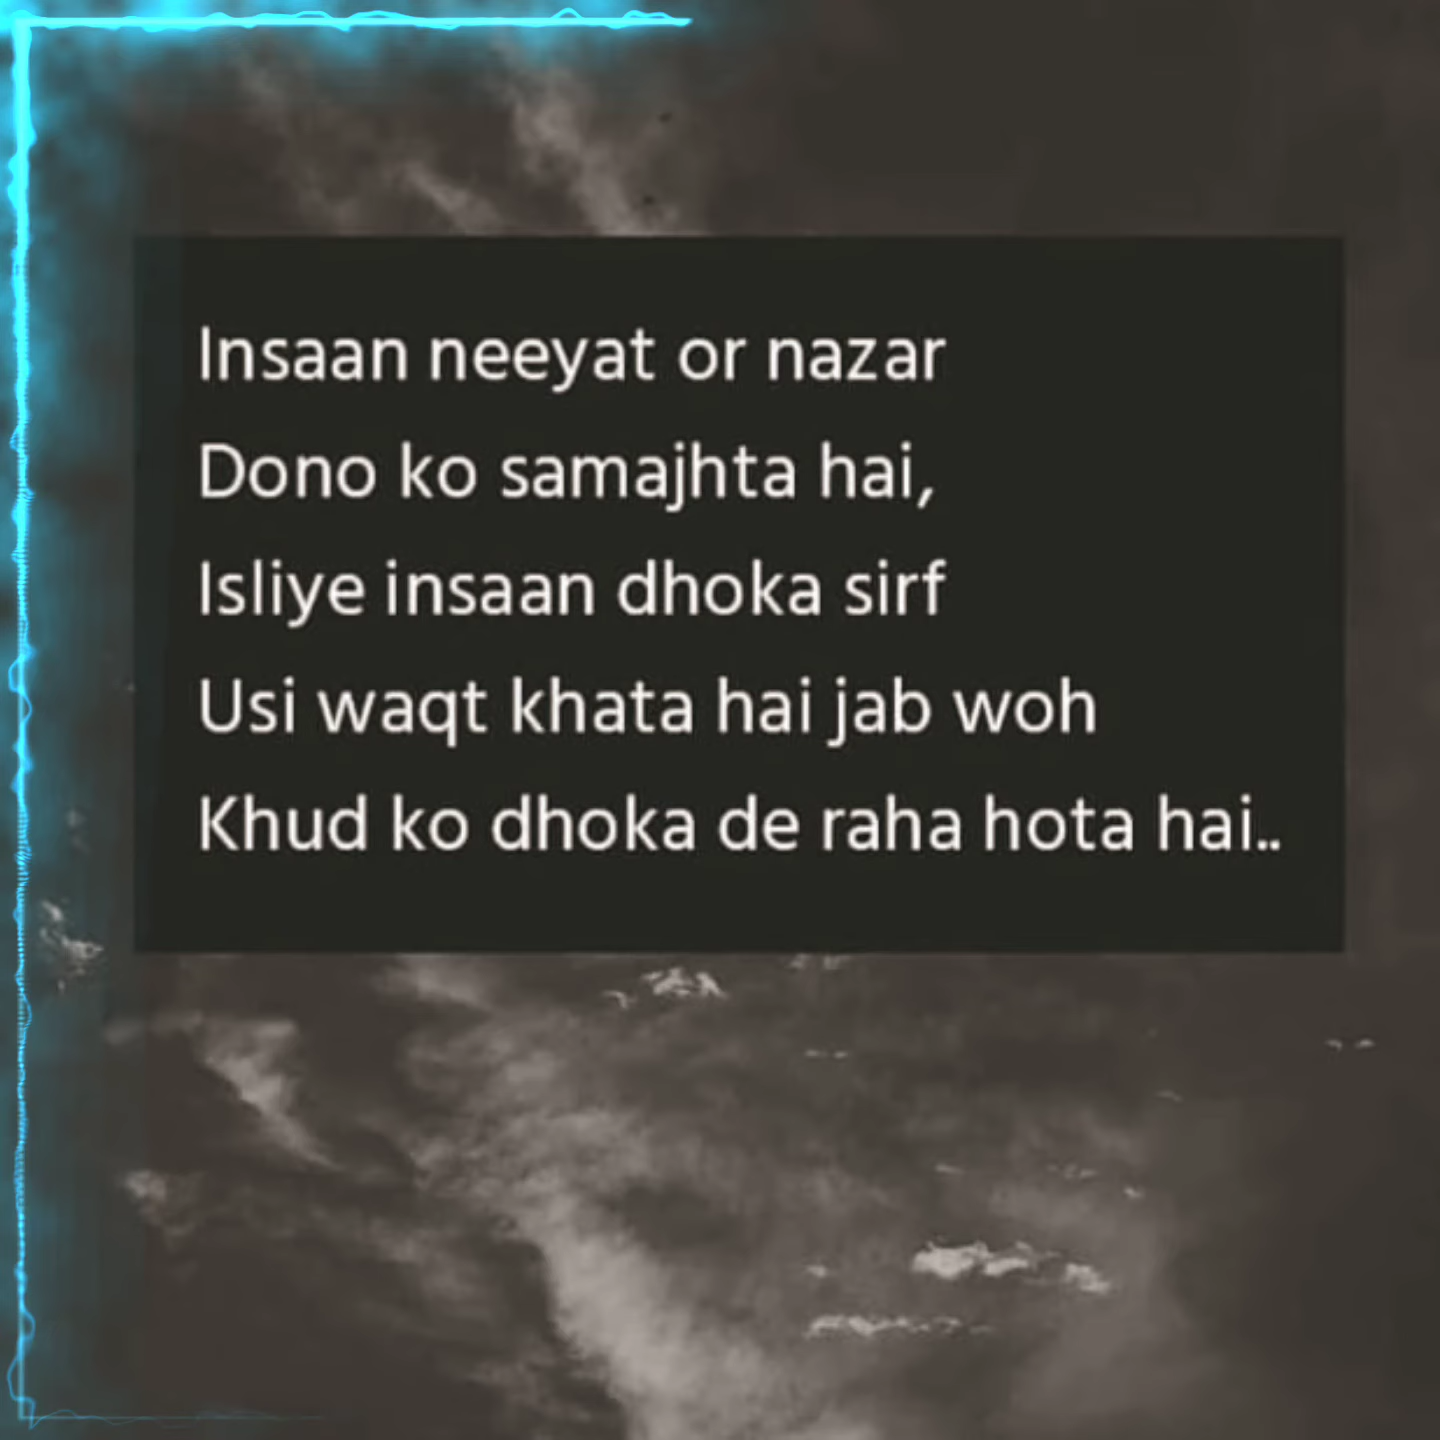 Insaan neeyat or nazar
Dono ko samajhta hai,
Isliye insaan dhoka sirf
Usi waqt khata hai jab woh
Khud ko dhoka de raha hota hai..